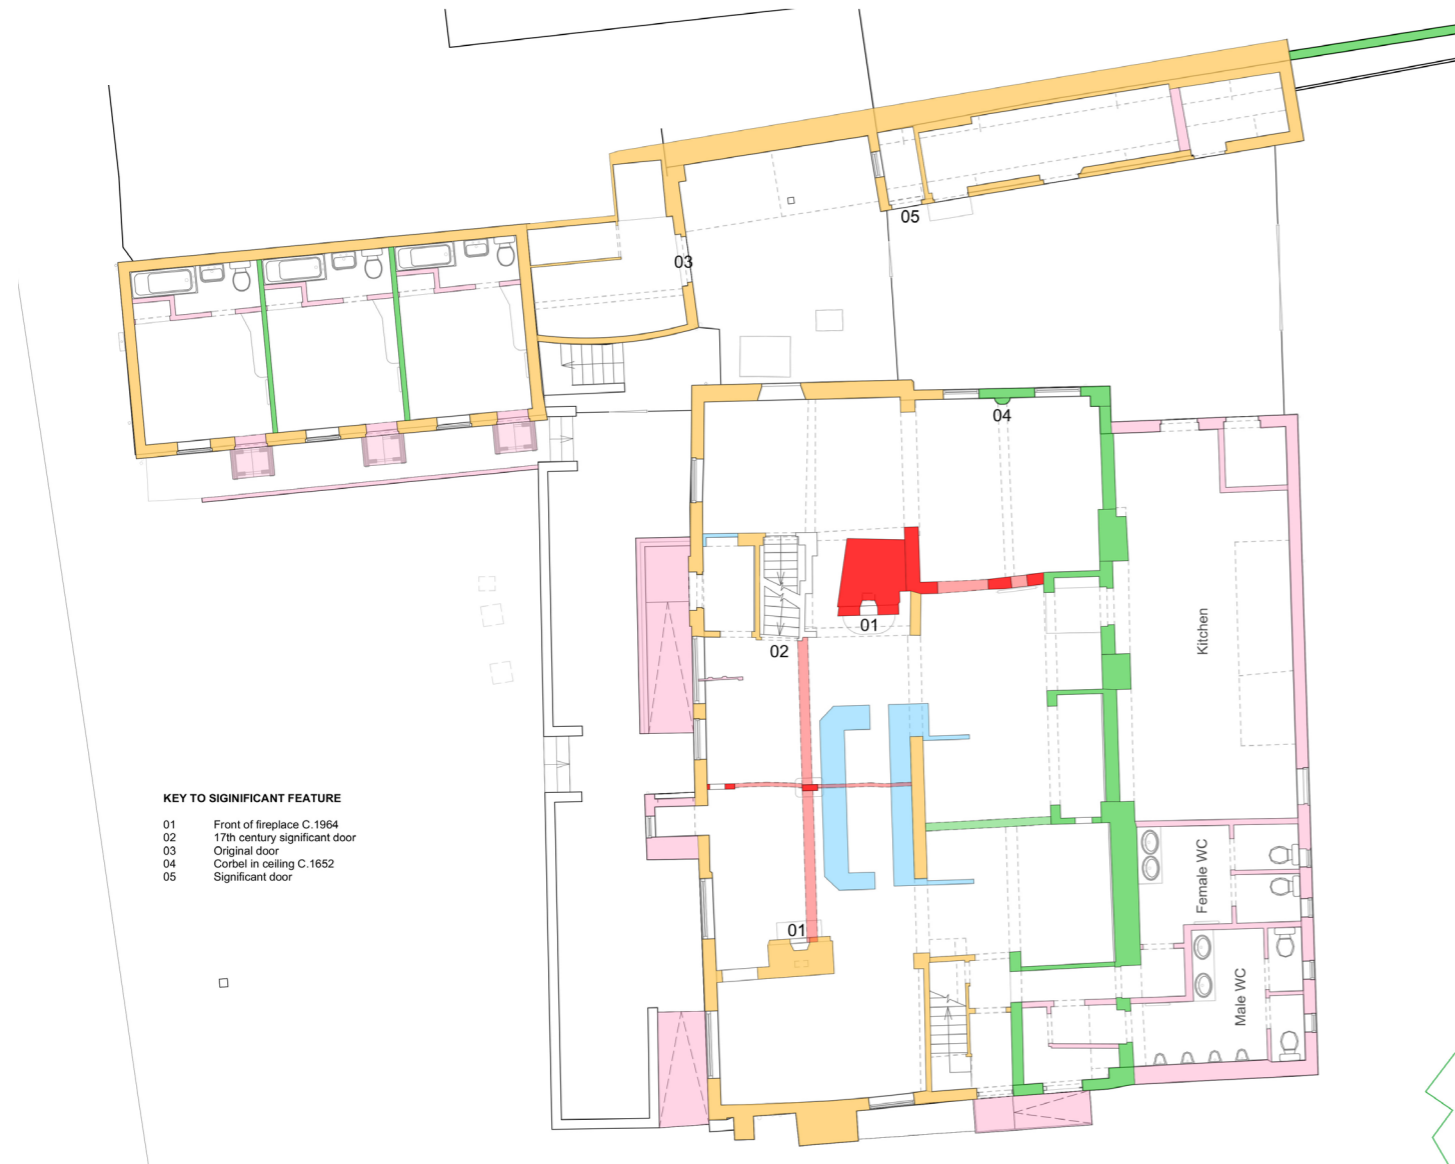 05
03
04
01
02
Kitchen
KEY TO SIGINIFICANT FEATURE
01 Front of fireplace C.1964
02 17th century significant door
03 Original door
04 Corbel in ceiling C.1652
05 Significant door
Female WC
01
Male WC